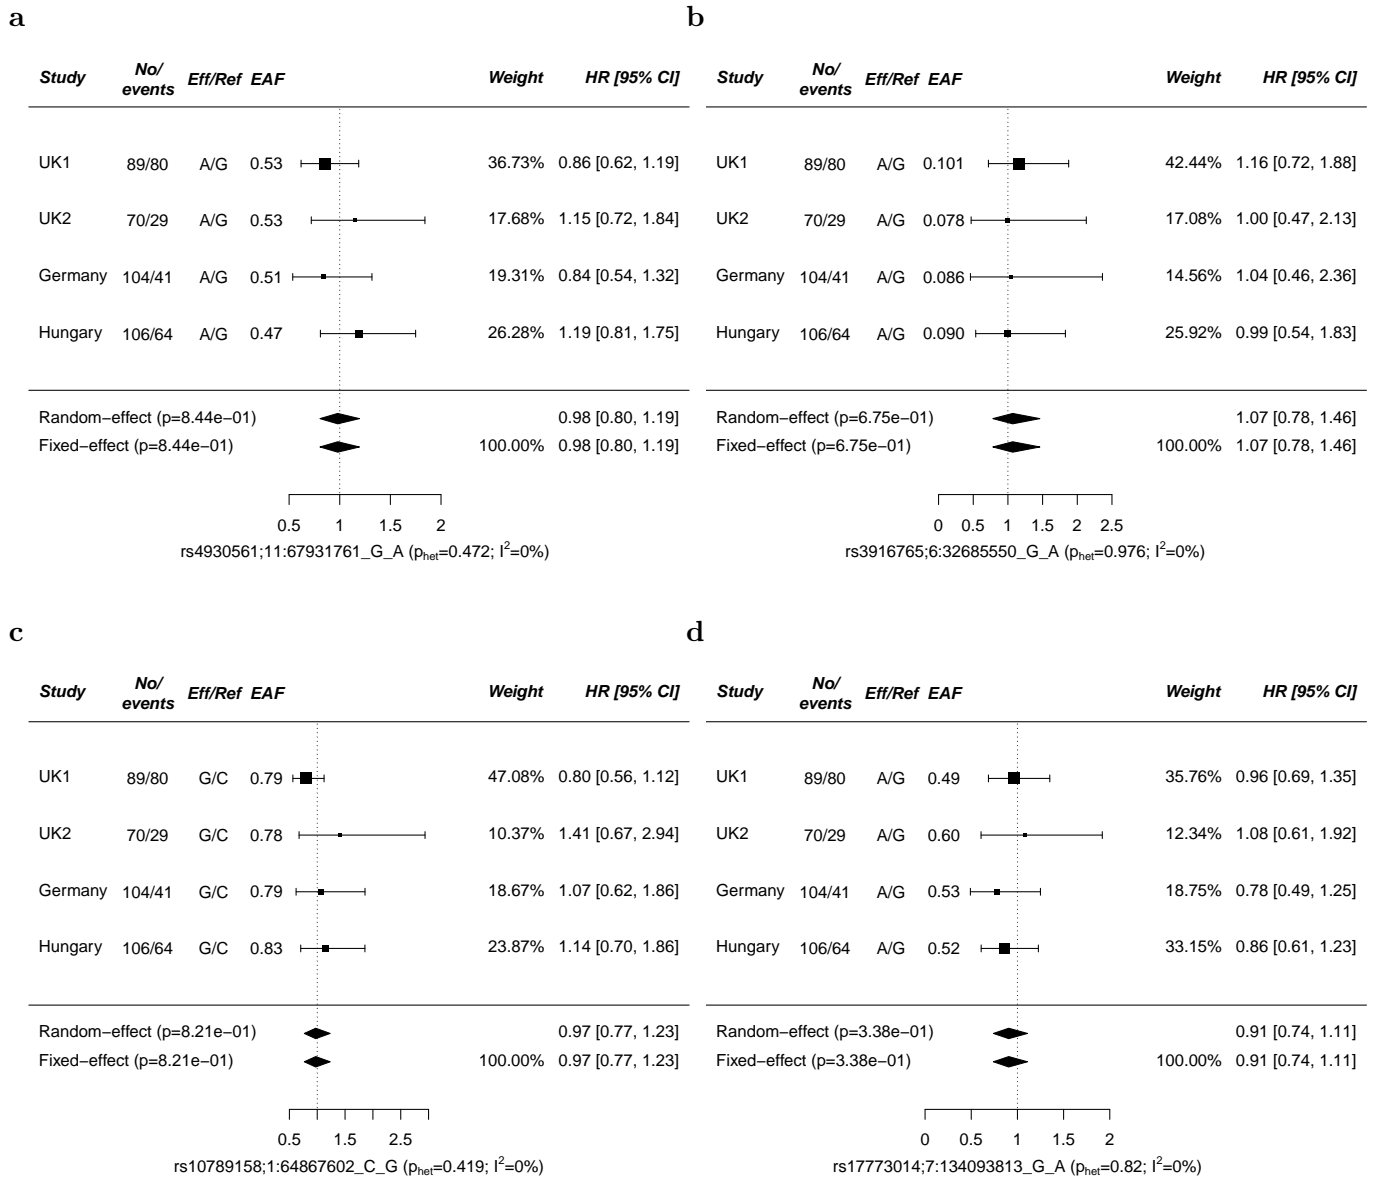 a
Study No/ events Eff/Ref EAF Weight HR [95% CI]
UK1 89/80 A/G 0.53 36.73% 0.86 [0.62, 1.19]
UK2 70/29 A/G 0.53 17.68% 1.15 [0.72, 1.84]
Germany 104/41 A/G 0.51 19.31% 0.84 [0.54, 1.32]
Hungary 106/64 A/G 0.47 26.28% 1.19 [0.81, 1.75]
Random−effect (p=8.44e−01) 0.98 [0.80, 1.19]
Fixed−effect (p=8.44e−01) 100.00% 0.98 [0.80, 1.19]
0.5 1 1.5 2
rs4930561;11:67931761_G_A (phet=0.472; I²=0%)
b
Study No/ events Eff/Ref EAF Weight HR [95% CI]
UK1 89/80 A/G 0.101 42.44% 1.16 [0.72, 1.88]
UK2 70/29 A/G 0.078 17.08% 1.00 [0.47, 2.13]
Germany 104/41 A/G 0.086 14.56% 1.04 [0.46, 2.36]
Hungary 106/64 A/G 0.090 25.92% 0.99 [0.54, 1.83]
Random−effect (p=6.75e−01) 1.07 [0.78, 1.46]
Fixed−effect (p=6.75e−01) 100.00% 1.07 [0.78, 1.46]
0 0.5 1 1.5 2 2.5
rs3916765;6:32685550_G_A (phet=0.976; I²=0%)
c
Study No/ events Eff/Ref EAF Weight HR [95% CI]
UK1 89/80 G/C 0.79 47.08% 0.80 [0.56, 1.12]
UK2 70/29 G/C 0.78 10.37% 1.41 [0.67, 2.94]
Germany 104/41 G/C 0.79 18.67% 1.07 [0.62, 1.86]
Hungary 106/64 G/C 0.83 23.87% 1.14 [0.70, 1.86]
Random−effect (p=8.21e−01) 0.97 [0.77, 1.23]
Fixed−effect (p=8.21e−01) 100.00% 0.97 [0.77, 1.23]
0.5 1.5 2.5
rs10789158;1:64867602_C_G (phet=0.419; I²=0%)
d
Study No/ events Eff/Ref EAF Weight HR [95% CI]
UK1 89/80 A/G 0.49 35.76% 0.96 [0.69, 1.35]
UK2 70/29 A/G 0.60 12.34% 1.08 [0.61, 1.92]
Germany 104/41 A/G 0.53 18.75% 0.78 [0.49, 1.25]
Hungary 106/64 A/G 0.52 33.15% 0.86 [0.61, 1.23]
Random−effect (p=3.38e−01) 0.91 [0.74, 1.11]
Fixed−effect (p=3.38e−01) 100.00% 0.91 [0.74, 1.11]
0 0.5 1 1.5 2
rs17773014;7:134093813_G_A (phet=0.82; I²=0%)